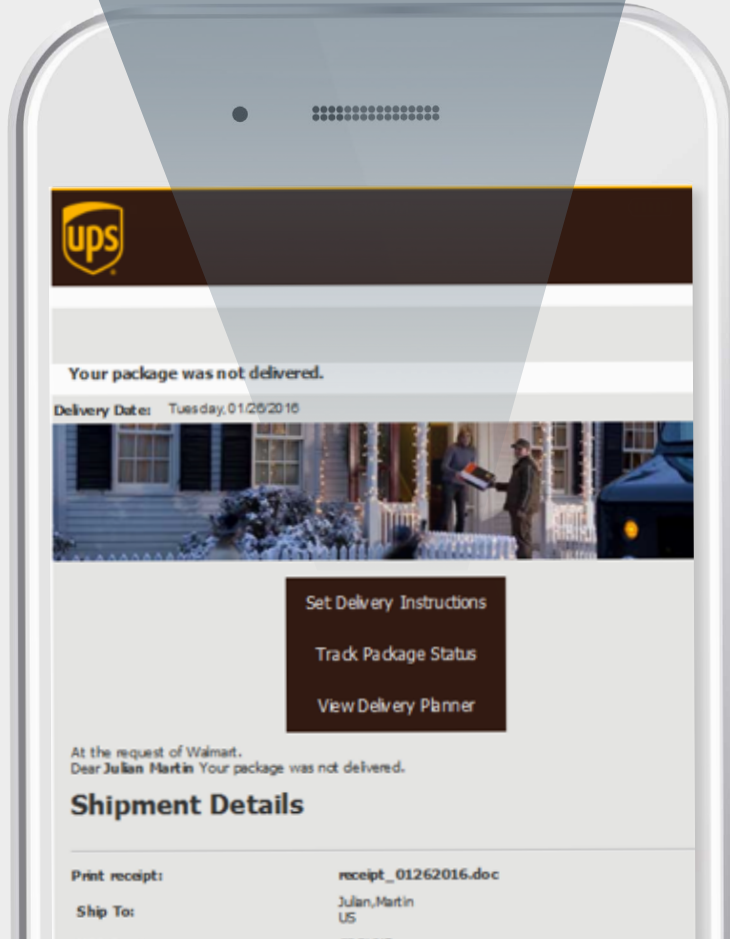 ups
Your package was not delivered.
Delivery Date: Tuesday, 01/26/2016
Set Delivery Instructions
Track Package Status
View Delivery Planner
At the request of Walmart.
Dear Julian Martin Your package was not delivered.
Shipment Details
Print receipt: receipt_01262016.doc
Ship To: Julian,Martin
US